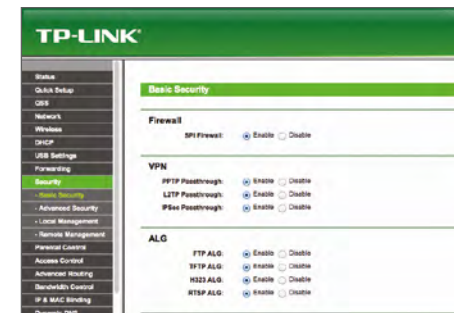 TP-LINK
Status
Quick Setup
QSS
Network
Wireless
DHCP
USB Settings
Forwarding
Security
- Basic Security
- Advanced Security
- Local Management
- Remote Management
Parental Control
Access Control
Advanced Routing
Bandwidth Control
IP & MAC Binding
Dynamic DNS
Basic Security
Firewall
SPI Firewall: Enable Disable
VPN
PPTP Passthrough: Enable Disable
L2TP Passthrough: Enable Disable
IPSec Passthrough: Enable Disable
ALG
FTP ALG: Enable Disable
TFTP ALG: Enable Disable
H323 ALG: Enable Disable
RTSP ALG: Enable Disable